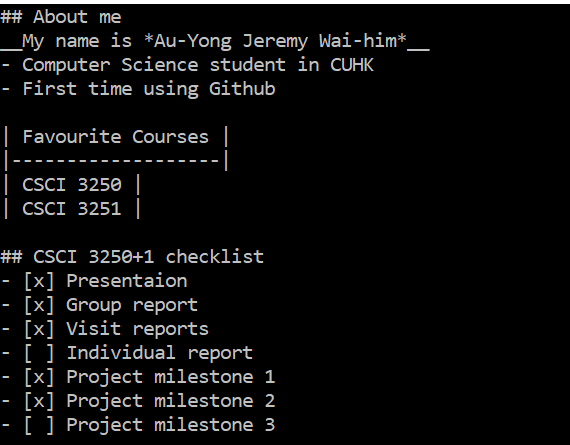 ## About me
__My name is *Au-Yong Jeremy Wai-him*__
- Computer Science student in CUHK
- First time using Github
| Favourite Courses |
|-------------------|
| CSCI 3250 |
| CSCI 3251 |
## CSCI 3250+1 checklist
- [x] Presentaion
- [x] Group report
- [x] Visit reports
- [ ] Individual report
- [x] Project milestone 1
- [x] Project milestone 2
- [ ] Project milestone 3